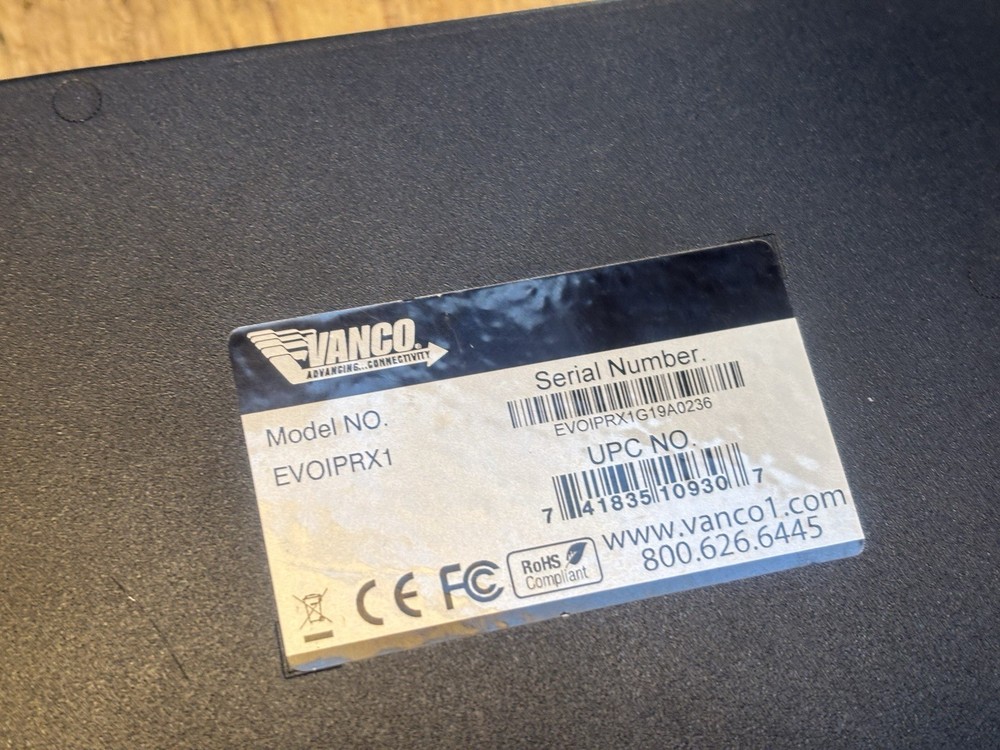 VANCO.
ADVANCING...CONNECTIVITY
Model NO.
EVOIPRX1
Serial Number.
EVOIPRX1G19A0236
UPC NO.
7 41835 10930 7
www.vanco1.com
800.626.6445
CE FC RoHS
Compliant